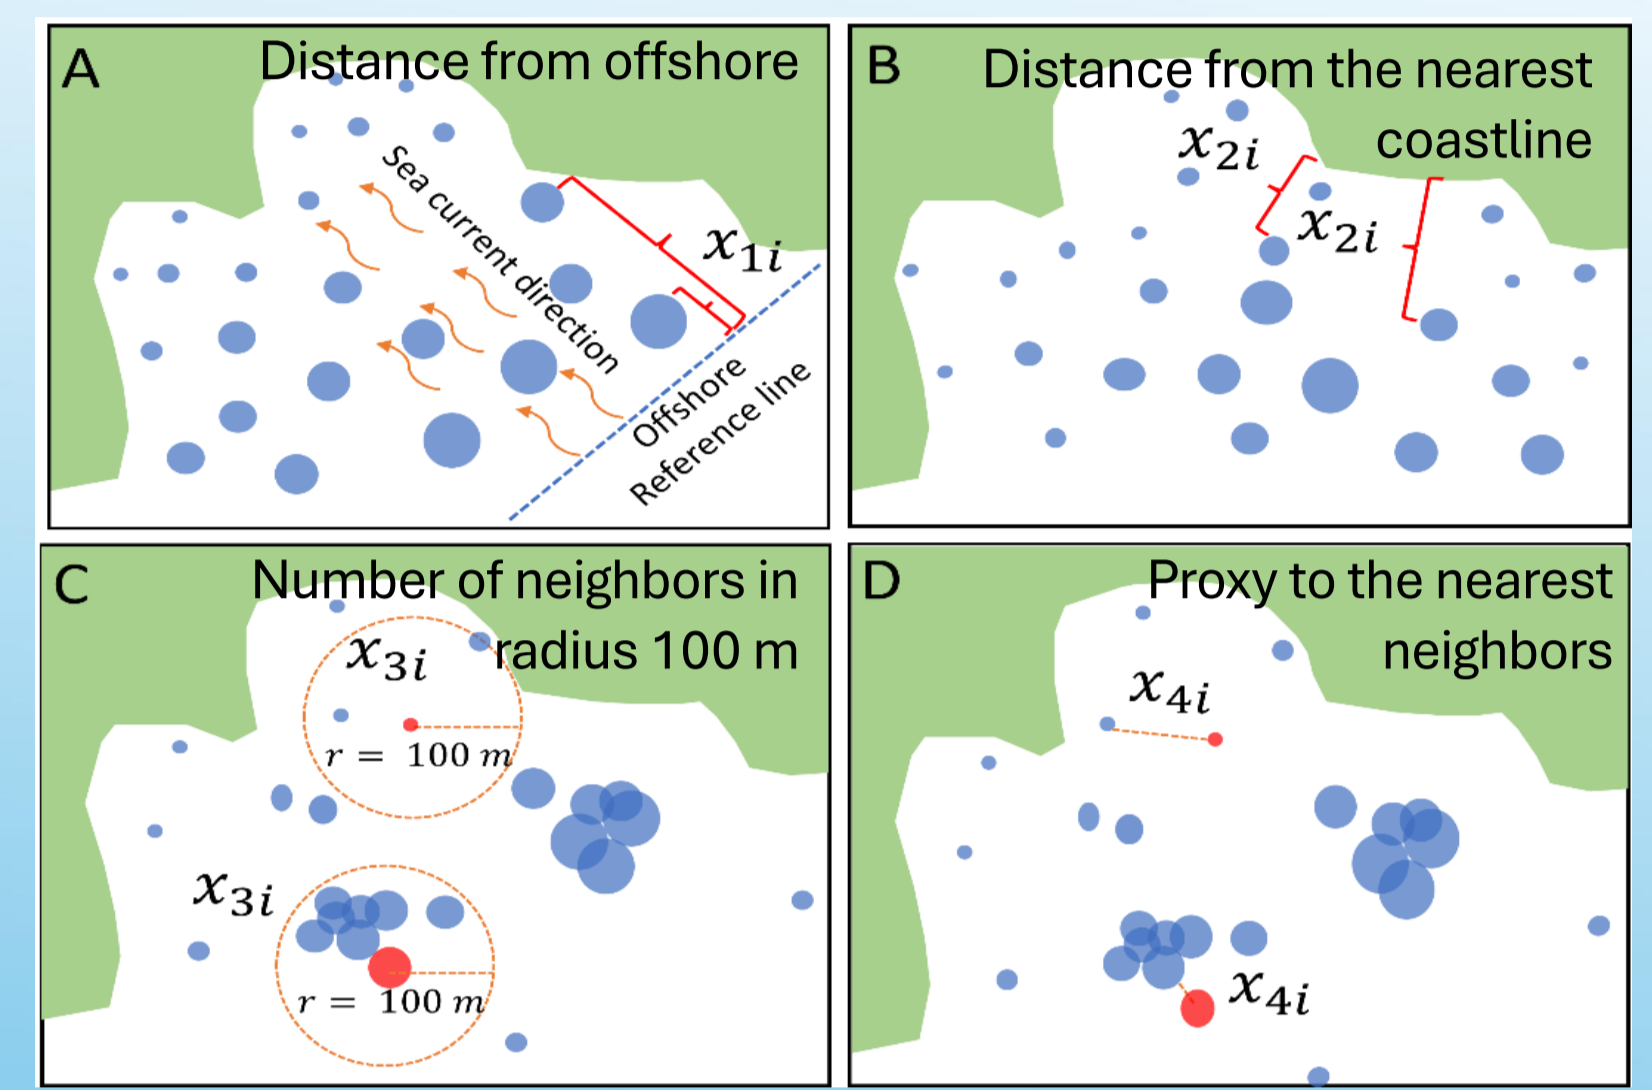 A
Distance from offshore
Sea current direction
x₁ᵢ
Offshore
Reference line
B
Distance from the nearest
coastline
x₂ᵢ
x₂ᵢ
C
Number of neighbors in
radius 100 m
x₃ᵢ
r = 100 m
x₃ᵢ
r = 100 m
D
Proxy to the nearest
neighbors
x₄ᵢ
x₄ᵢ